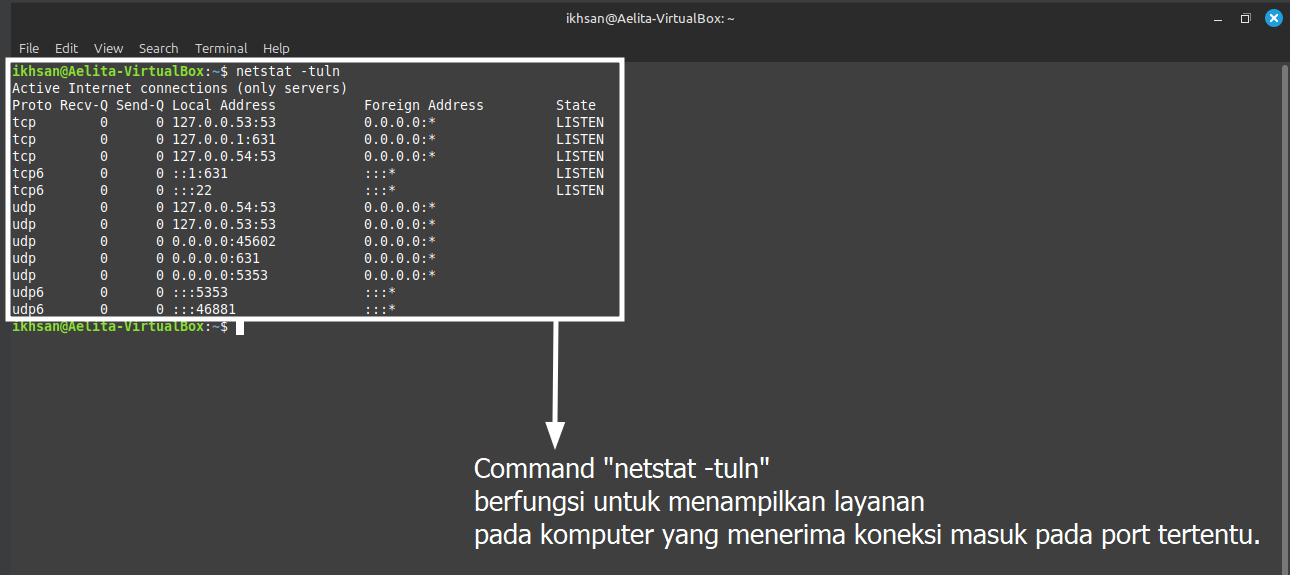 ikhsan@Aelita-VirtualBox: ~
File Edit View Search Terminal Help
ikhsan@Aelita-VirtualBox:~$ netstat -tuln
Active Internet connections (only servers)
Proto Recv-Q Send-Q Local Address Foreign Address State
tcp 0 0 127.0.0.53:53 0.0.0.0:* LISTEN
tcp 0 0 127.0.0.1:631 0.0.0.0:* LISTEN
tcp 0 0 127.0.0.54:53 0.0.0.0:* LISTEN
tcp6 0 0 ::1:631 :::* LISTEN
tcp6 0 0 :::22 :::* LISTEN
udp 0 0 127.0.0.54:53 0.0.0.0:*
udp 0 0 127.0.0.53:53 0.0.0.0:*
udp 0 0 0.0.0.0:45602 0.0.0.0:*
udp 0 0 0.0.0.0:631 0.0.0.0:*
udp 0 0 0.0.0.0:5353 0.0.0.0:*
udp6 0 0 :::5353 :::*
udp6 0 0 :::46881 :::*
ikhsan@Aelita-VirtualBox:~$
Command "netstat -tuln"
berfungsi untuk menampilkan layanan
pada komputer yang menerima koneksi masuk pada port tertentu.